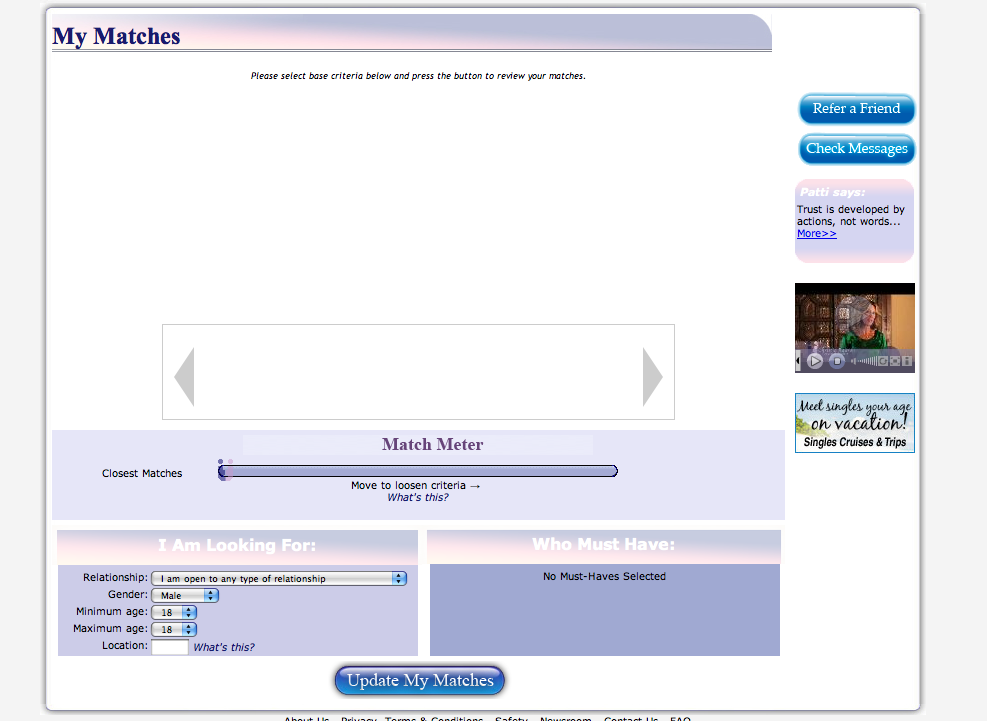 My Matches
Please select base criteria below and press the button to review your matches.
Refer a Friend
Check Messages
Patti says:
Trust is developed by
actions, not words...
More>>
Meet singles your age
on vacation!
Singles Cruises & Trips
Match Meter
Closest Matches
Move to loosen criteria →
What's this?
I Am Looking For:
Relationship: I am open to any type of relationship
Gender: Male
Minimum age: 18
Maximum age: 18
Location: What's this?
Who Must Have:
No Must-Haves Selected
Update My Matches
About Us Privacy Terms & Conditions Safety Newsroom Contact Us FAQ